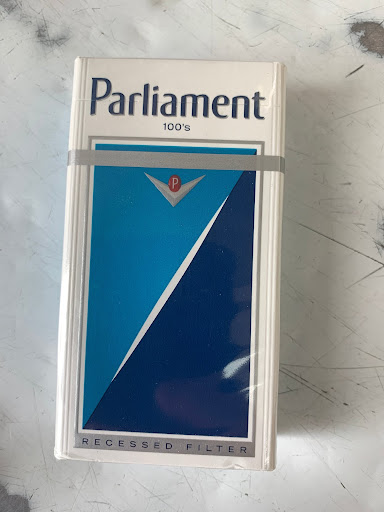 Parliament
100's
P
RECESSED FILTER